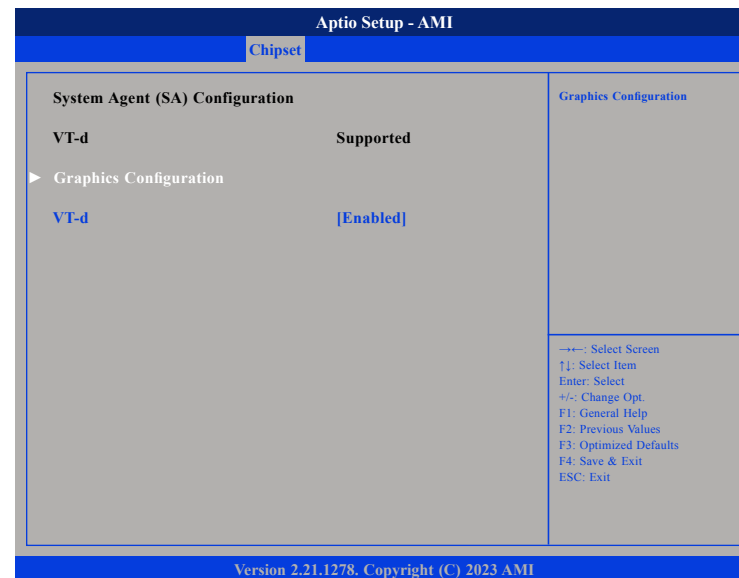 Aptio Setup - AMI
Chipset
System Agent (SA) Configuration
VT-d Supported
► Graphics Configuration
VT-d [Enabled]
Graphics Configuration
→←: Select Screen
↑↓: Select Item
Enter: Select
+/-: Change Opt.
F1: General Help
F2: Previous Values
F3: Optimized Defaults
F4: Save & Exit
ESC: Exit
Version 2.21.1278. Copyright (C) 2023 AMI